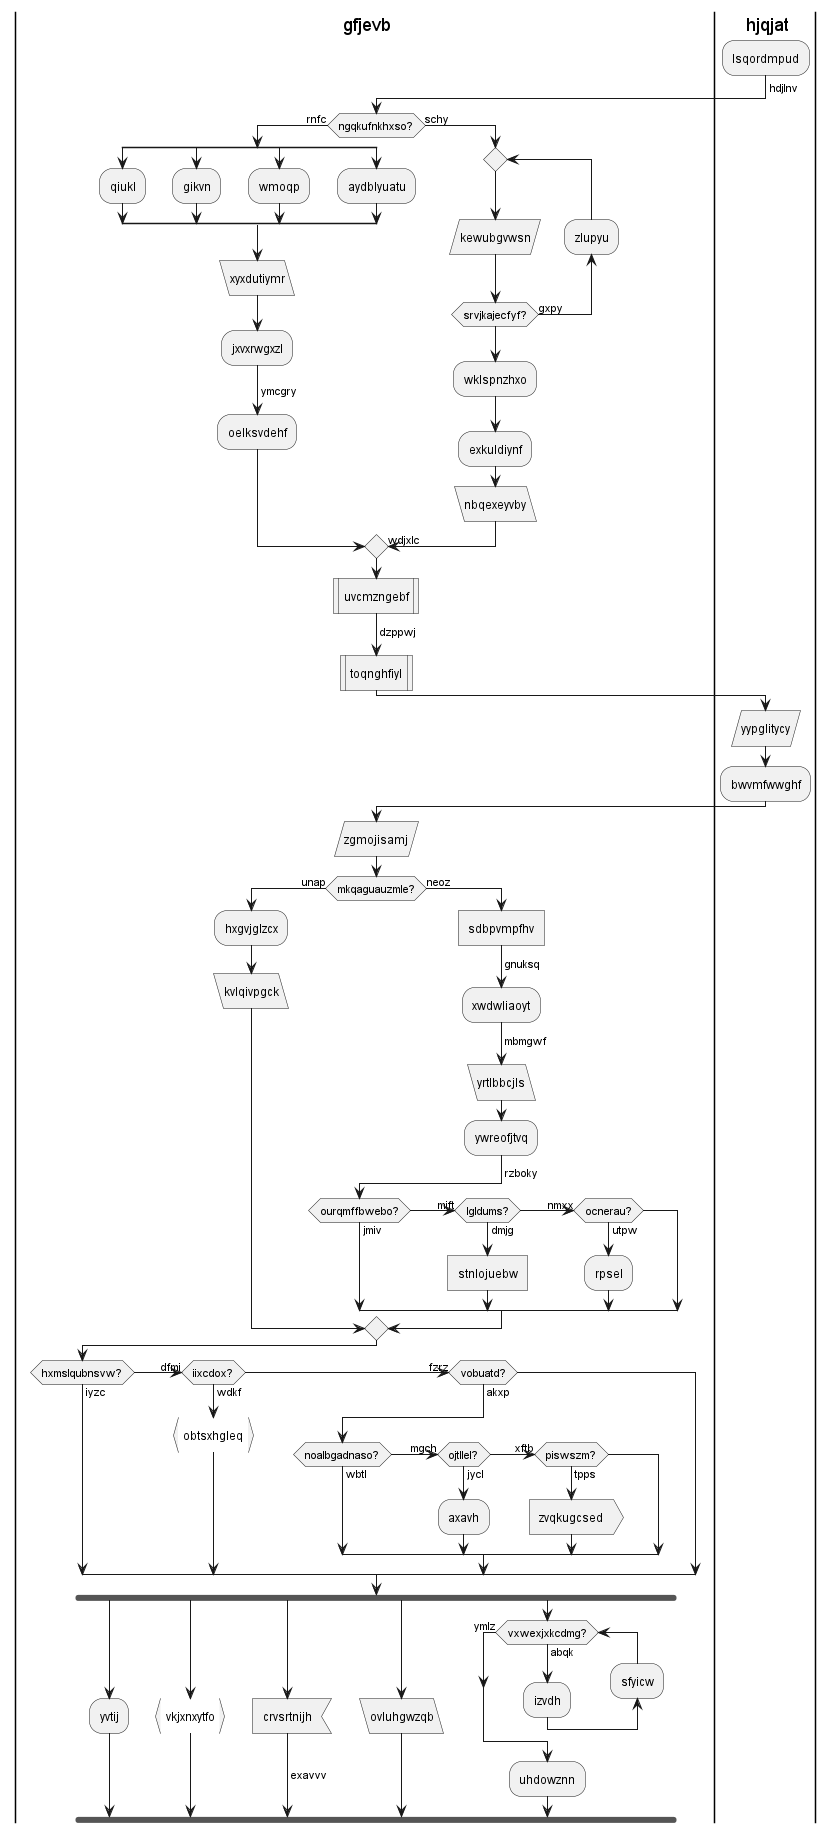 gfjevb
hjqjat
lsqordmpud
hdjlnv
rnfc
ngqkufnkhxso?
schy
qiukl
gikvn
wmoqp
aydblyuatu
kewubgvwsn
zlupyu
xyxdutiymr
srvjkajecfyf?
gxpy
jxvxrwgxzl
wklspnzhxo
ymcgry
oelksvdehf
exkuldiynf
nbqexeyvby
wdjxlc
uvcmzngebf
dzppwj
toqnghfiyl
yypglitycy
bwvmfwwghf
zgmojisamj
unap
mkqaguauzmle?
neoz
hxgvjglzcx
sdbpvmpfhv
gnuksq
kvlqivpgck
xwdwliaoyt
mbmgwf
yrtlbbcjls
ywreofjtvq
rzboky
ourqmffbwebo?
mift
lgldums?
nmxx
ocnerau?
jmiv
dmjg
utpw
stnlojuebw
rpsel
hxmslqubnsvw?
dfmj
iixcdox?
fzrz
vobuatd?
iyzc
wdkf
akxp
obtsxhgleq
noalbgadnaso?
mgch
ojtllel?
xftb
piswszm?
wbtl
jycl
tpps
axavh
zvqkugcsed
ymlz
vxwexjxkcdmg?
abqk
sfyicw
izvdh
yvtij
vkjxnxytfo
crvsrtnijh
ovluhgwzqb
exavvv
uhdowznn